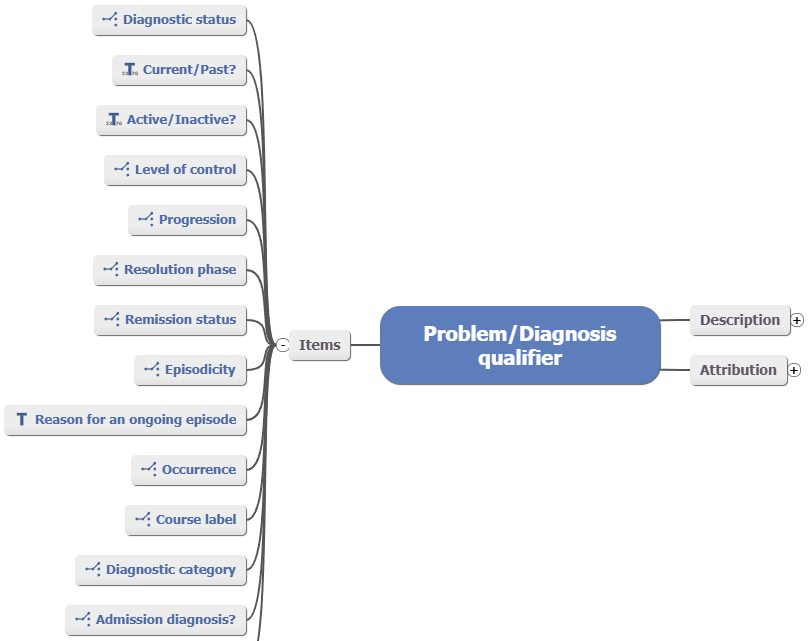 Diagnostic status
Current/Past?
Active/Inactive?
Level of control
Progression
Resolution phase
Remission status
Episodicity
T Reason for an ongoing episode
Occurrence
Course label
Diagnostic category
Admission diagnosis?
- Items
Problem/Diagnosis
qualifier
Description +
Attribution +